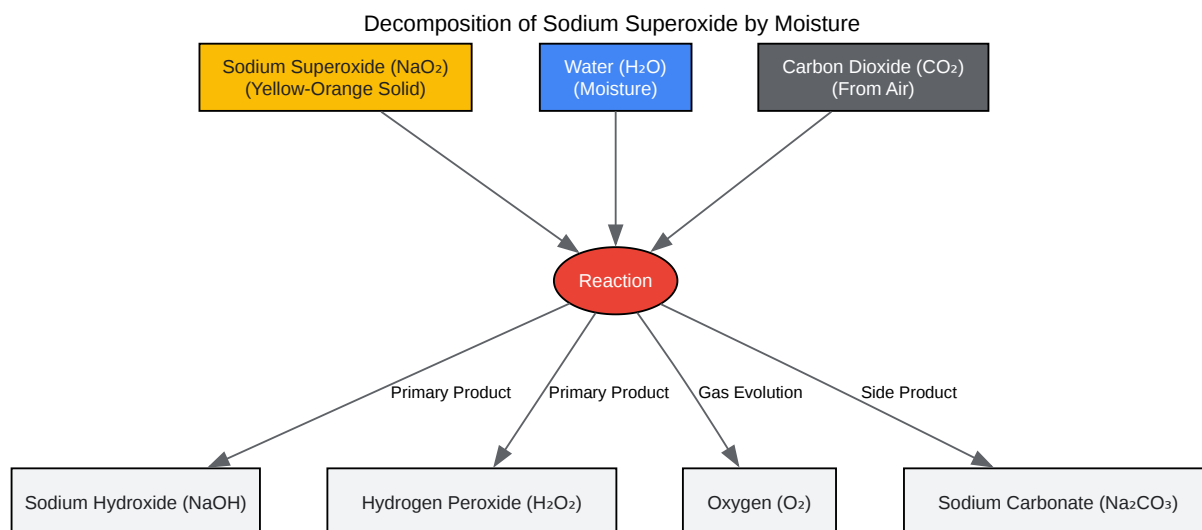 Decomposition of Sodium Superoxide by Moisture
Sodium Superoxide (NaO₂)
(Yellow-Orange Solid)
Water (H₂O)
(Moisture)
Carbon Dioxide (CO₂)
(From Air)
Reaction
Primary Product
Primary Product
Gas Evolution
Side Product
Sodium Hydroxide (NaOH)
Hydrogen Peroxide (H₂O₂)
Oxygen (O₂)
Sodium Carbonate (Na₂CO₃)